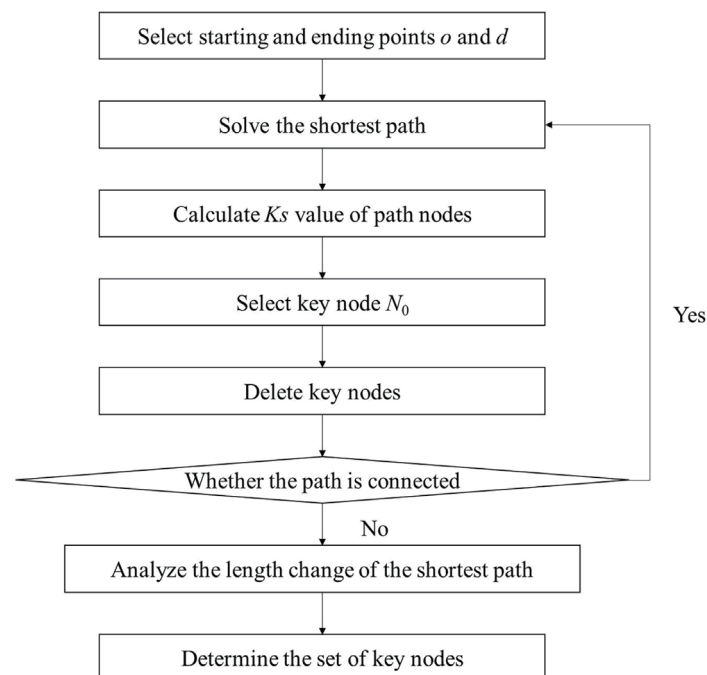 Select starting and ending points o and d
Solve the shortest path
Calculate Ks value of path nodes
Select key node N₀
Yes
Delete key nodes
Whether the path is connected
No
Analyze the length change of the shortest path
Determine the set of key nodes